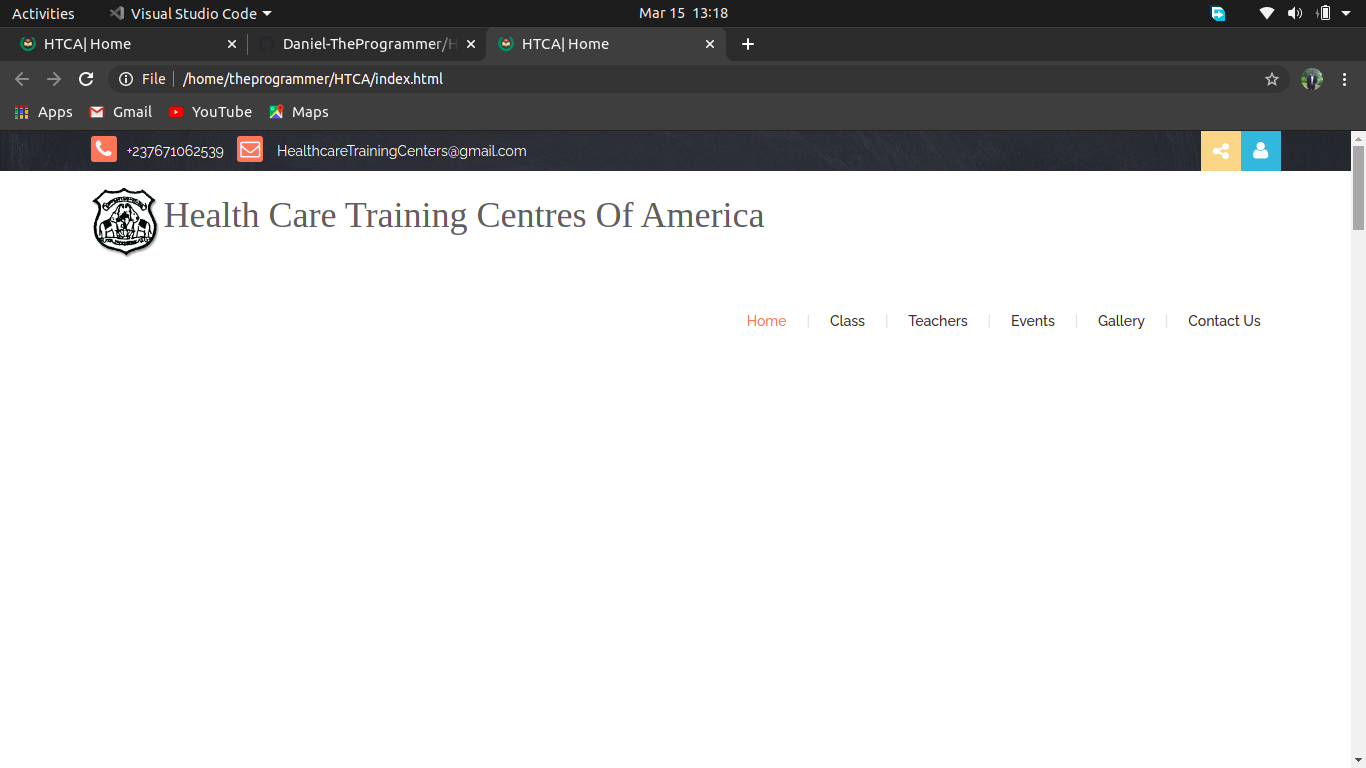 Activities Visual Studio Code Mar 15 13:18
HTCA| Home Daniel-TheProgrammer/H HTCA| Home
File /home/theprogrammer/HTCA/index.html
Apps Gmail YouTube Maps
+237671062539 HealthcareTrainingCenters@gmail.com
Health Care Training Centres Of America
Home Class Teachers Events Gallery Contact Us